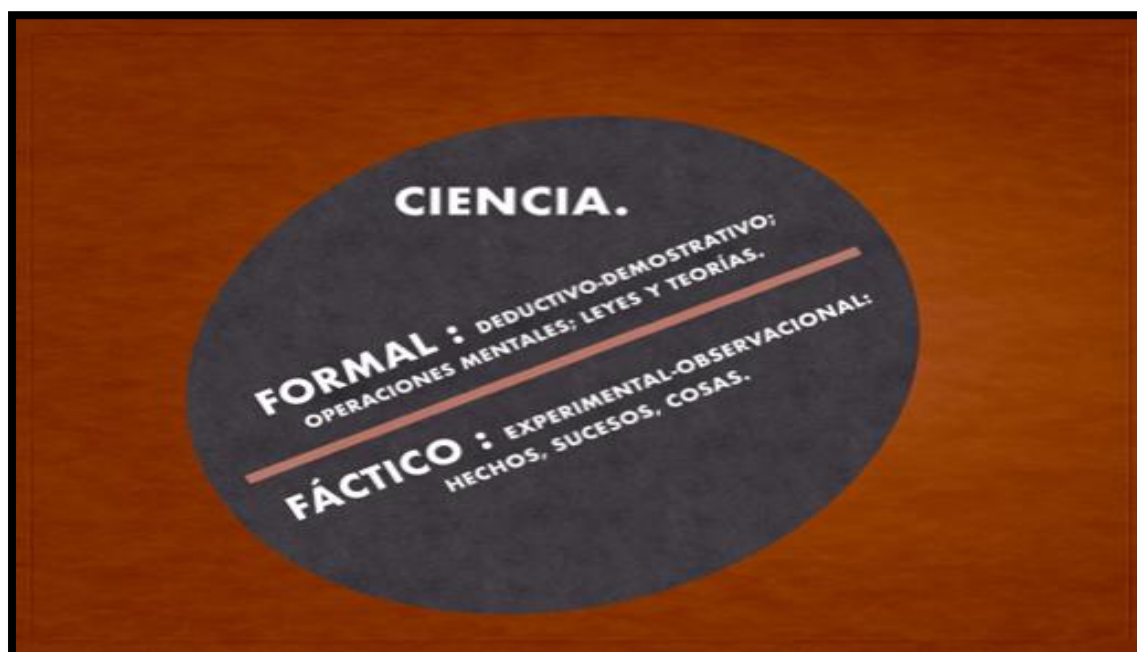 CIENCIA.
FORMAL : DEDUCTIVO-DEMOSTRATIVO;
OPERACIONES MENTALES; LEYES Y TEORÍAS.
FÁCTICO : EXPERIMENTAL-OBSERVACIONAL:
HECHOS, SUCESOS, COSAS.